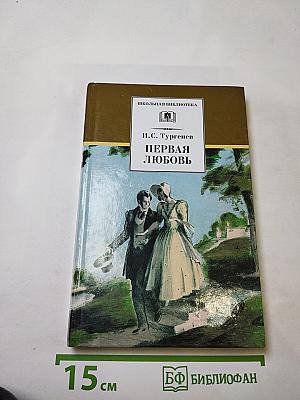 ШКОЛЬНАЯ БИБЛИОТЕКА
И.С. Тургенев
ПЕРВАЯ
ЛЮБОВЬ
15 см
БФ БИБЛИОФАН